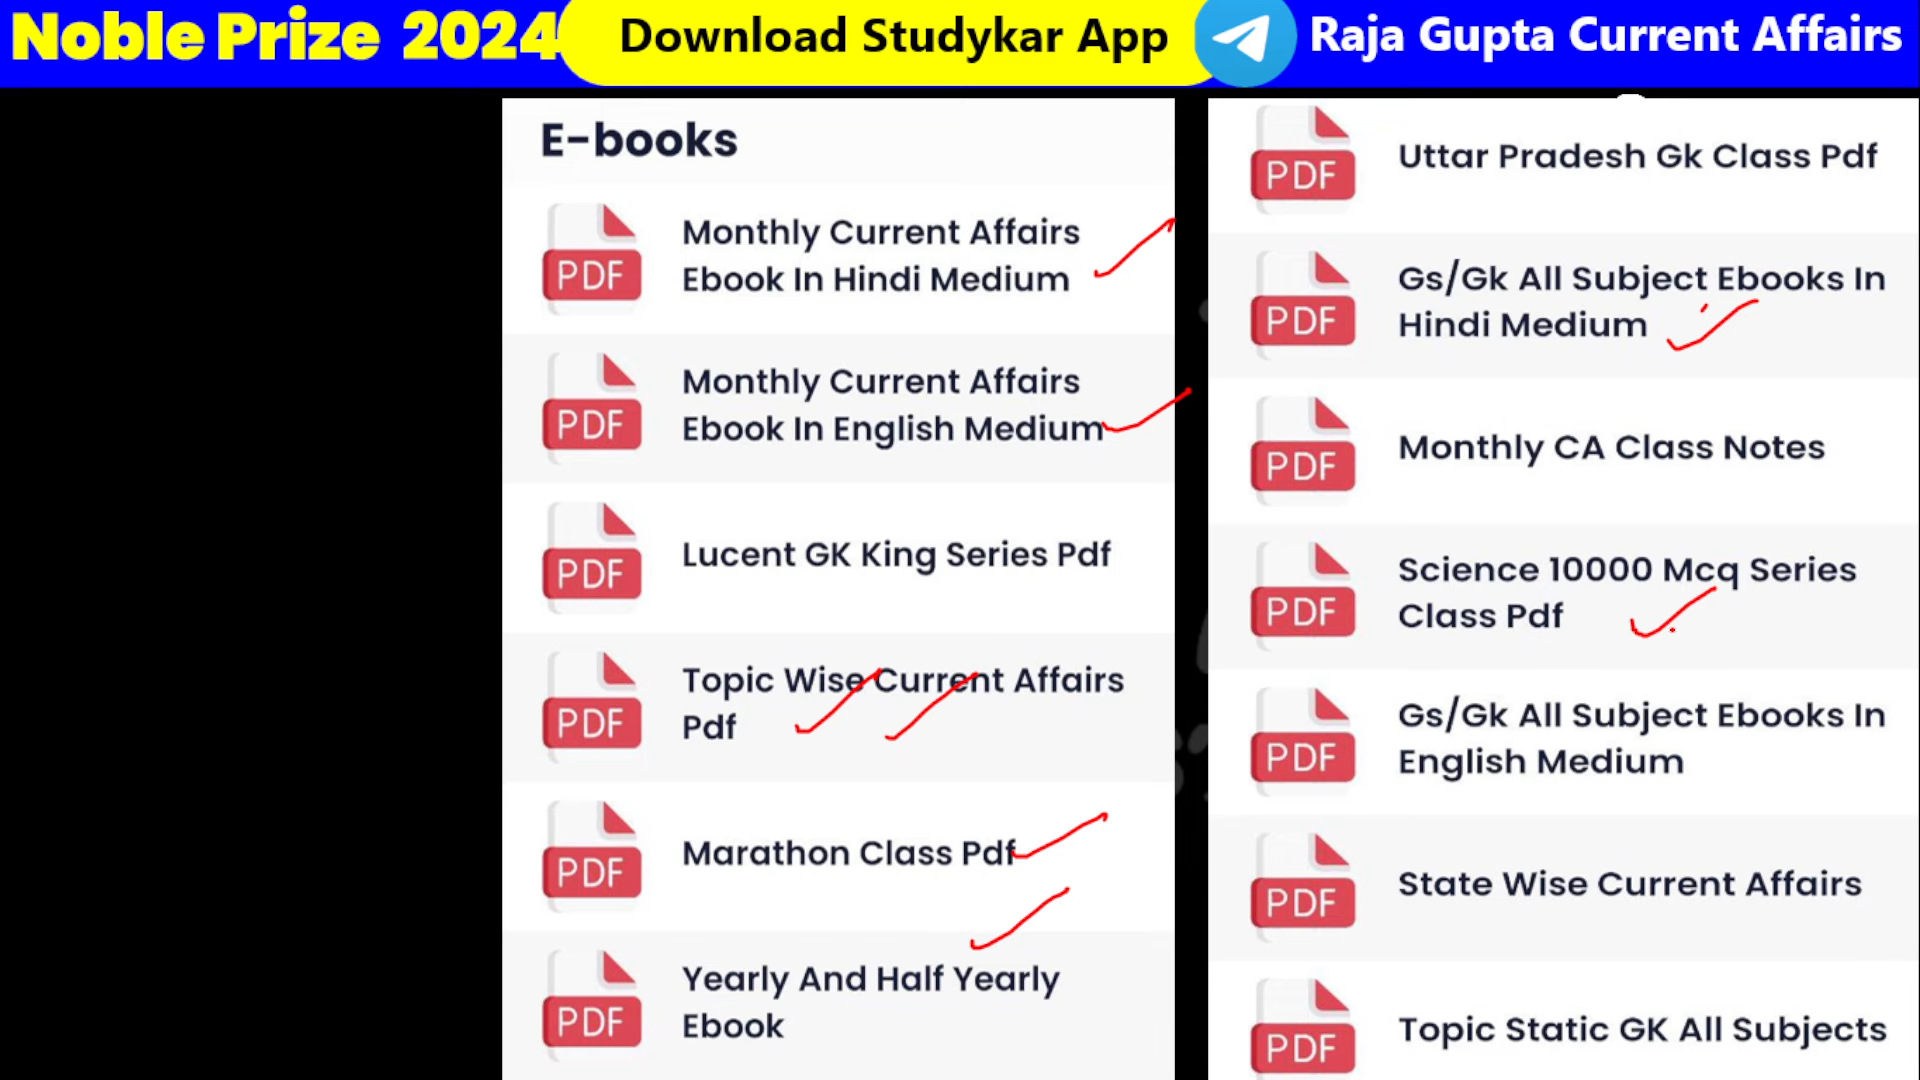 Noble Prize 2024
Download Studykar App
Raja Gupta Current Affairs
E-books
PDF
Monthly Current Affairs
Ebook In Hindi Medium
PDF
Monthly Current Affairs
Ebook In English Medium
PDF
Lucent GK King Series Pdf
PDF
Topic Wise Current Affairs
Pdf
PDF
Marathon Class Pdf
PDF
Yearly And Half Yearly
Ebook
PDF
Uttar Pradesh Gk Class Pdf
PDF
Gs/Gk All Subject Ebooks In
Hindi Medium
PDF
Monthly CA Class Notes
PDF
Science 10000 Mcq Series
Class Pdf
PDF
Gs/Gk All Subject Ebooks In
English Medium
PDF
State Wise Current Affairs
PDF
Topic Static GK All Subjects